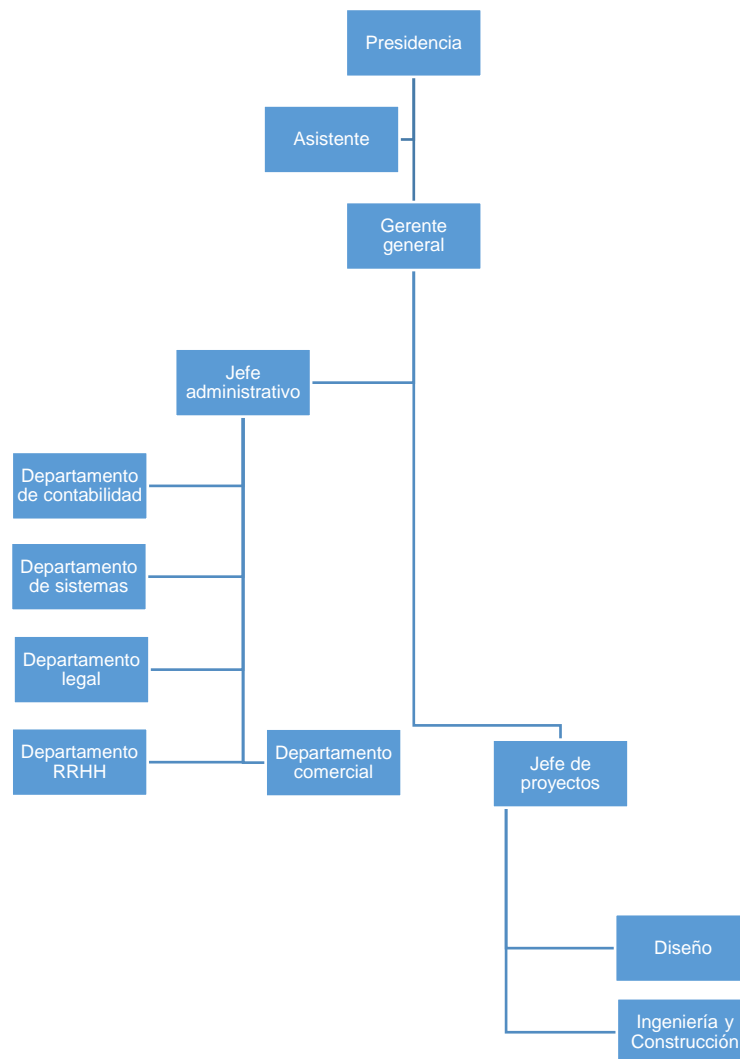 Presidencia
Asistente
Gerente
general
Jefe
administrativo
Departamento
de contabilidad
Departamento
de sistemas
Departamento
legal
Departamento
RRHH
Departamento
comercial
Jefe de
proyectos
Diseño
Ingeniería y
Construcción